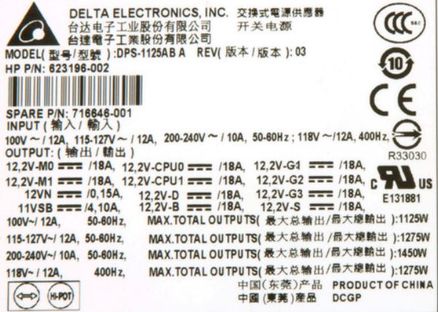 DELTA ELECTRONICS, INC. 交換式電源供應器
台达电子工业股份有限公司 开关电源
台達電子工業股份有限公司
MODEL(型号/型號):DPS-1125AB A REV(版本/版本):03
HP P/N: 623196-002
SPARE P/N: 716646-001
INPUT (输入/輸入)
100V～/ 12A, 115-127V～/ 12A, 200-240V～/ 10A, 50-60Hz; 118V～/12A, 400Hz,
OUTPUT: (输出/輸出)
12,2V-M0 /18A, 12,2V-CPU0 /18A, 12,2V-G1 /18A,
12,2V-M1 /18A, 12,2V-CPU1 /18A, 12,2V-G2 /18A,
12VN /0,15A, 12,2V-D /18A, 12,2V-G3 /18A,
11VSB /4,10A, 12,2V-B /18A, 12,2V-S /18A,
100V～/ 12A, 50-60Hz, MAX.TOTAL OUTPUTS(最大总输出/最大總輸出):1125W
115-127V～/ 12A, 50-60Hz, MAX.TOTAL OUTPUTS(最大总输出/最大總輸出):1275W
200-240V～/ 10A, 50-60Hz, MAX.TOTAL OUTPUTS(最大总输出/最大總輸出):1450W
118V～/ 12A, 400Hz, MAX.TOTAL OUTPUTS(最大总输出/最大總輸出):1275W
中国(东莞)产品 PRODUCT OF CHINA
中國(東莞)産品 DCGP
CCC
10
CE
R33030
C RU US
E131881
HI-POT